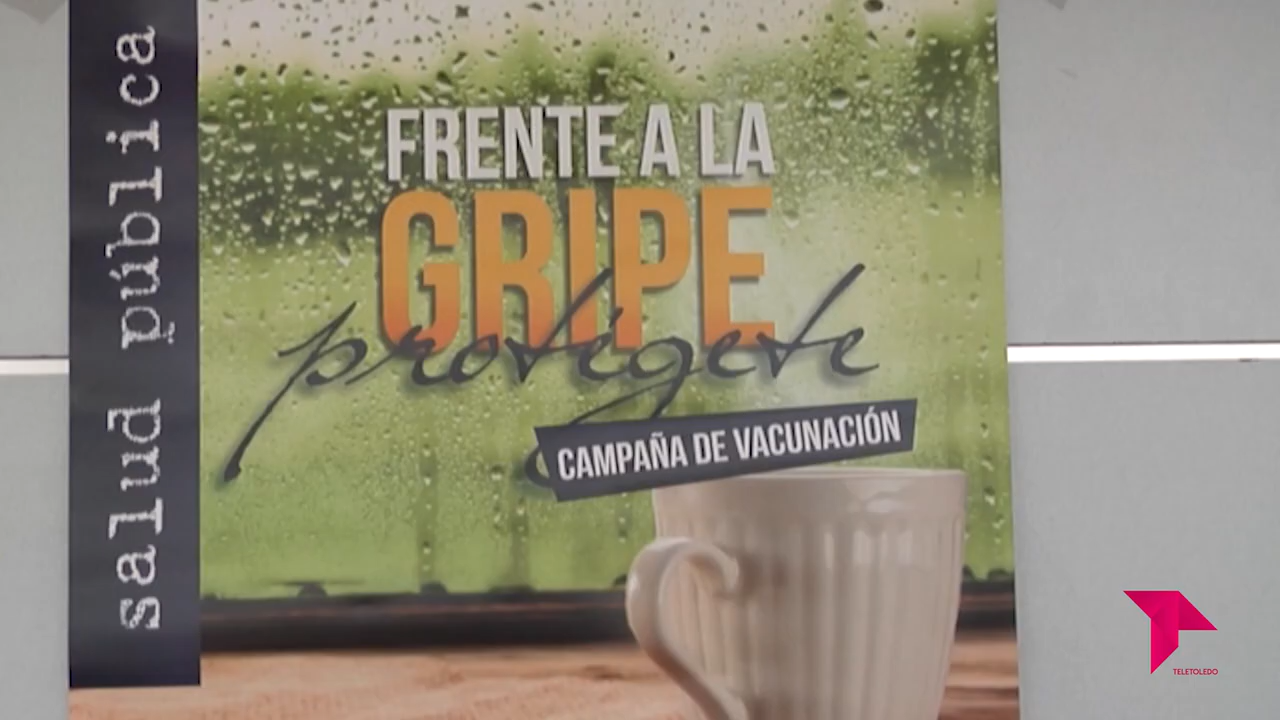 salud pública
FRENTE A LA
GRIPE
protégete
CAMPAÑA DE VACUNACIÓN
TELETOLEDO